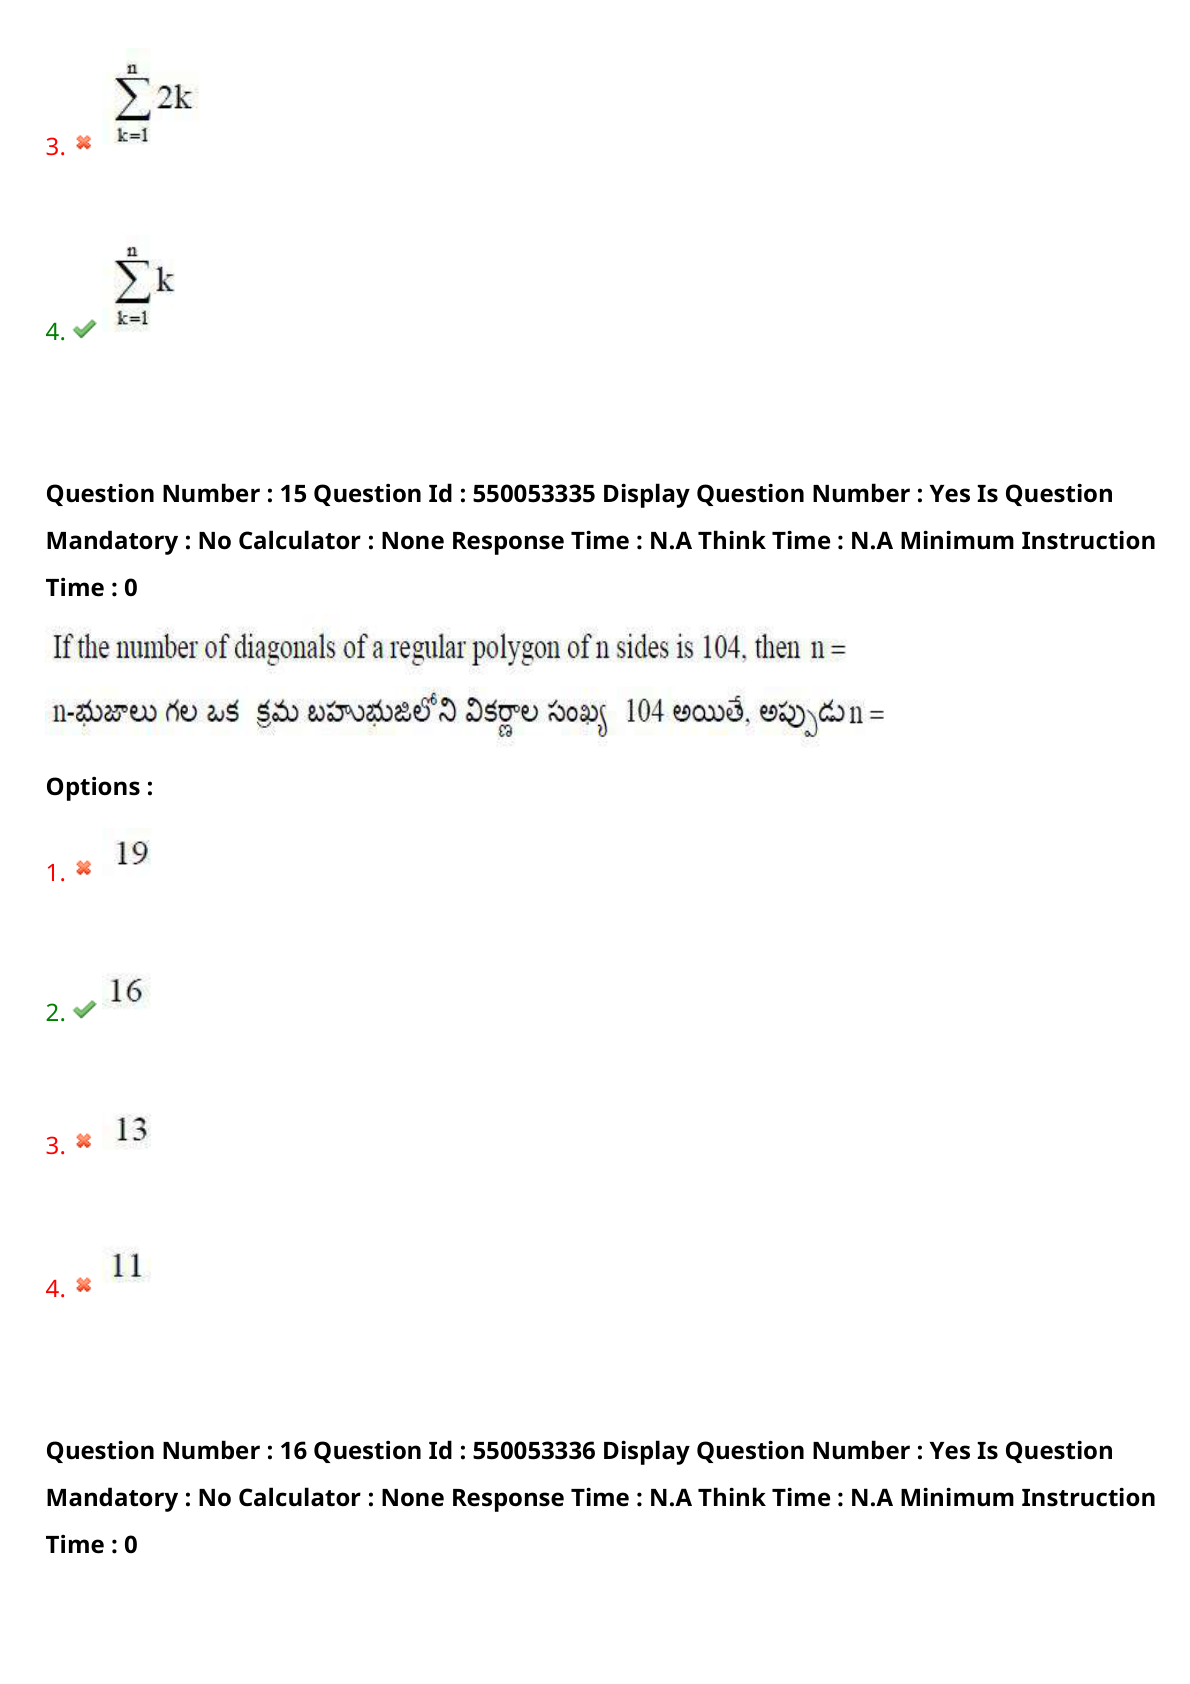 n
∑ 2k
k=1
3.
n
∑ k
k=1
4.
Question Number : 15 Question Id : 550053335 Display Question Number : Yes Is Question
Mandatory : No Calculator : None Response Time : N.A Think Time : N.A Minimum Instruction
Time : 0
If the number of diagonals of a regular polygon of n sides is 104, then n =
n-భుజాలు గల ఒక క్రమ బహుభుజిలోని వికర్ణాల సంఖ్య 104 అయితే, అప్పుడు n =
Options :
1. 19
2. 16
3. 13
4. 11
Question Number : 16 Question Id : 550053336 Display Question Number : Yes Is Question
Mandatory : No Calculator : None Response Time : N.A Think Time : N.A Minimum Instruction
Time : 0